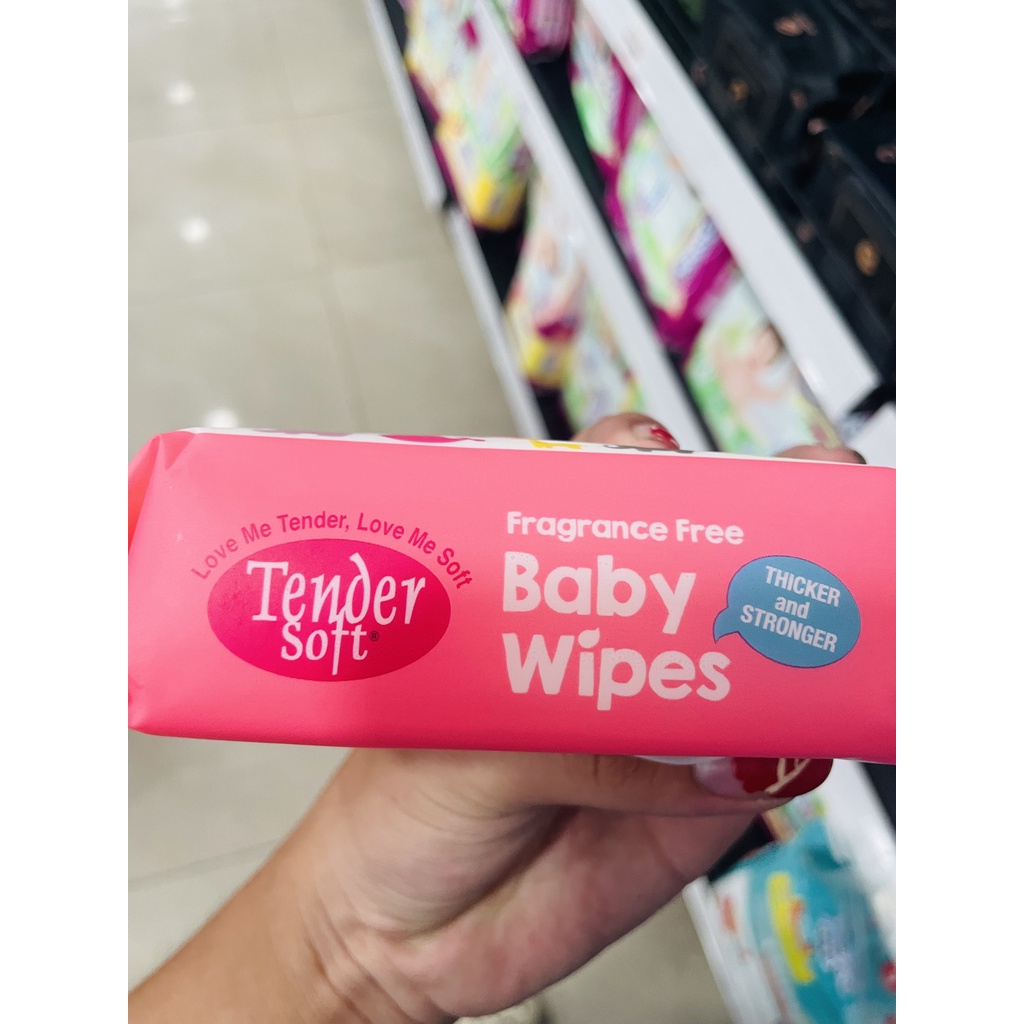 Love Me Tender, Love Me Soft
Tender
Soft®
Fragrance Free
Baby
Wipes
THICKER
and
STRONGER